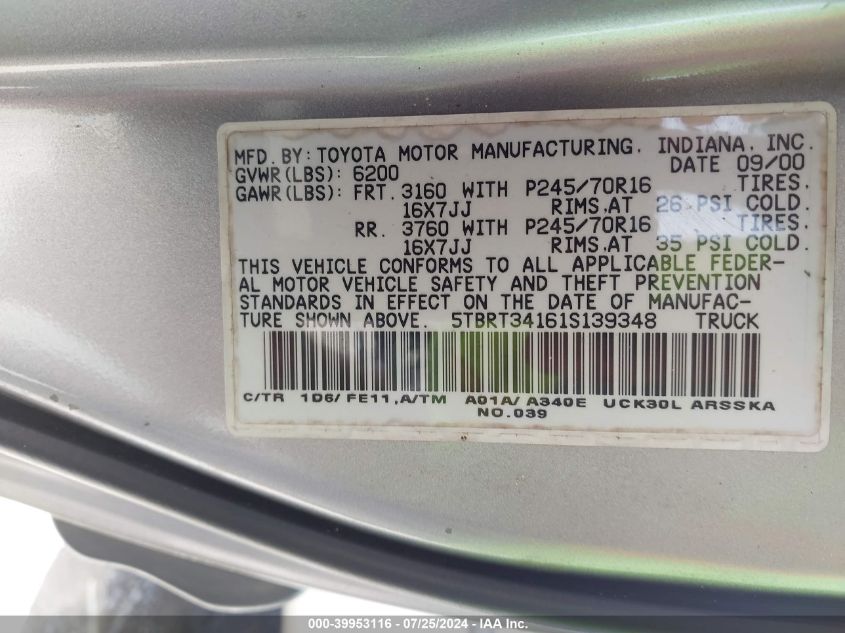 MFD. BY: TOYOTA MOTOR MANUFACTURING, INDIANA, INC.
DATE 09/00
GVWR(LBS): 6200
GAWR(LBS): FRT. 3160 WITH P245/70R16 TIRES,
16X7JJ RIMS,AT 26 PSI COLD.
RR. 3760 WITH P245/70R16 TIRES,
16X7JJ RIMS,AT 35 PSI COLD.
THIS VEHICLE CONFORMS TO ALL APPLICABLE FEDER-
AL MOTOR VEHICLE SAFETY AND THEFT PREVENTION
STANDARDS IN EFFECT ON THE DATE OF MANUFAC-
TURE SHOWN ABOVE. 5TBRT34161S139348 TRUCK
C/TR 1D6/FE11,A/TM A01A/A340E UCK30L ARSSKA
NO.039
000-39953116 - 07/25/2024 - IAA, Inc.